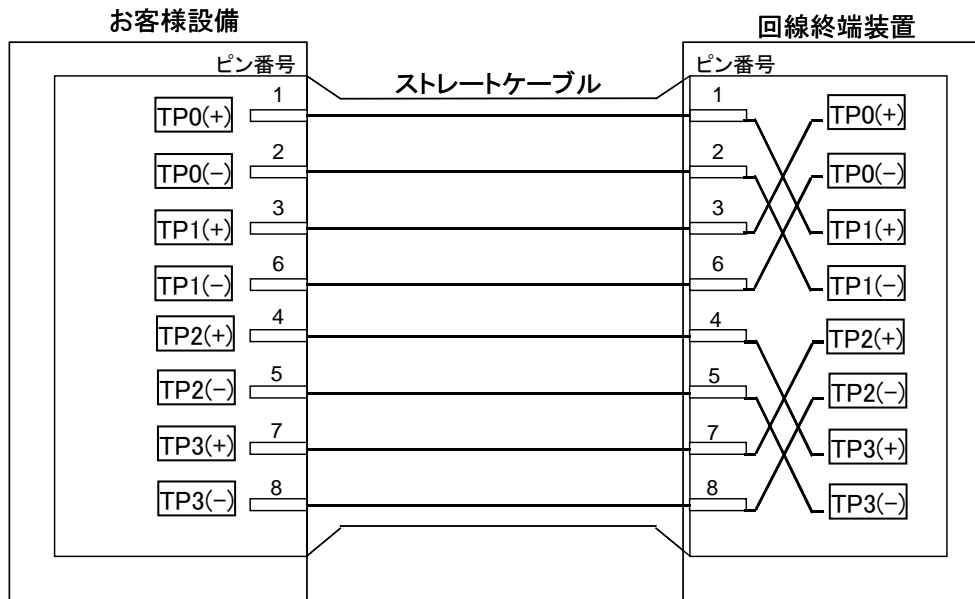 お客様設備
回線終端装置
ピン番号
ストレートケーブル
ピン番号
TP0(+) 1 1 TP0(+)
TP0(−) 2 2 TP0(−)
TP1(+) 3 3 TP1(+)
TP1(−) 6 6 TP1(−)
TP2(+) 4 4 TP2(+)
TP2(−) 5 5 TP2(−)
TP3(+) 7 7 TP3(+)
TP3(−) 8 8 TP3(−)